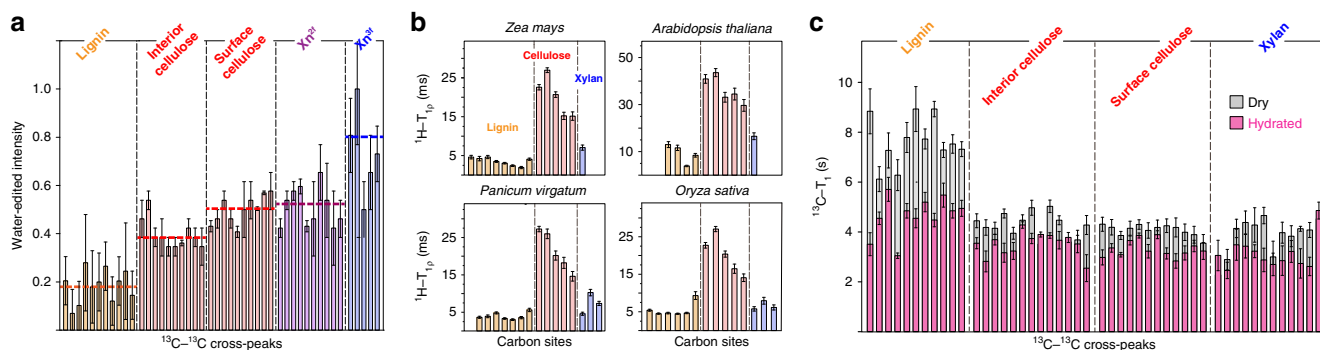 a
Lignin
Interior
cellulose
Surface
cellulose
Xn2f
Xn3f
Water-edited intensity
1.0
0.8
0.6
0.4
0.2
13C–13C cross-peaks
b
Zea mays
Arabidopsis thaliana
1H–T1ρ (ms)
25
15
5
Lignin
Cellulose
Xylan
50
30
10
Panicum virgatum
Oryza sativa
1H–T1ρ (ms)
25
15
5
25
15
5
Carbon sites
Carbon sites
c
Lignin
Interior cellulose
Surface cellulose
Xylan
13C–T1 (s)
10
8
6
4
2
Dry
Hydrated
13C–13C cross-peaks